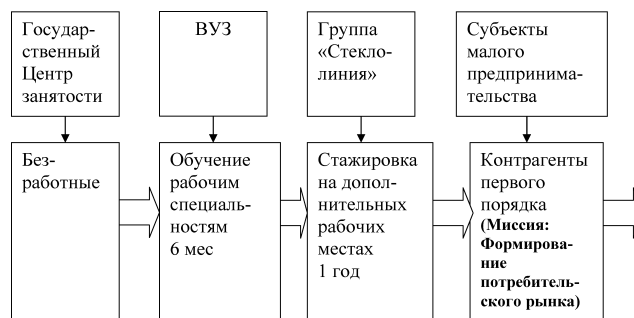 Государ-
ственный
Центр
занятости
ВУЗ
Группа
«Стекло-
линия»
Субъекты
малого
предпринима-
тельства
Без-
работные
Обучение
рабочим
специаль-
ностям
6 мес
Стажировка
на допол-
нительных
рабочих
местах
1 год
Контрагенты
первого
порядка
(Миссия:
Формирова-
ние
потребитель-
ского рынка)